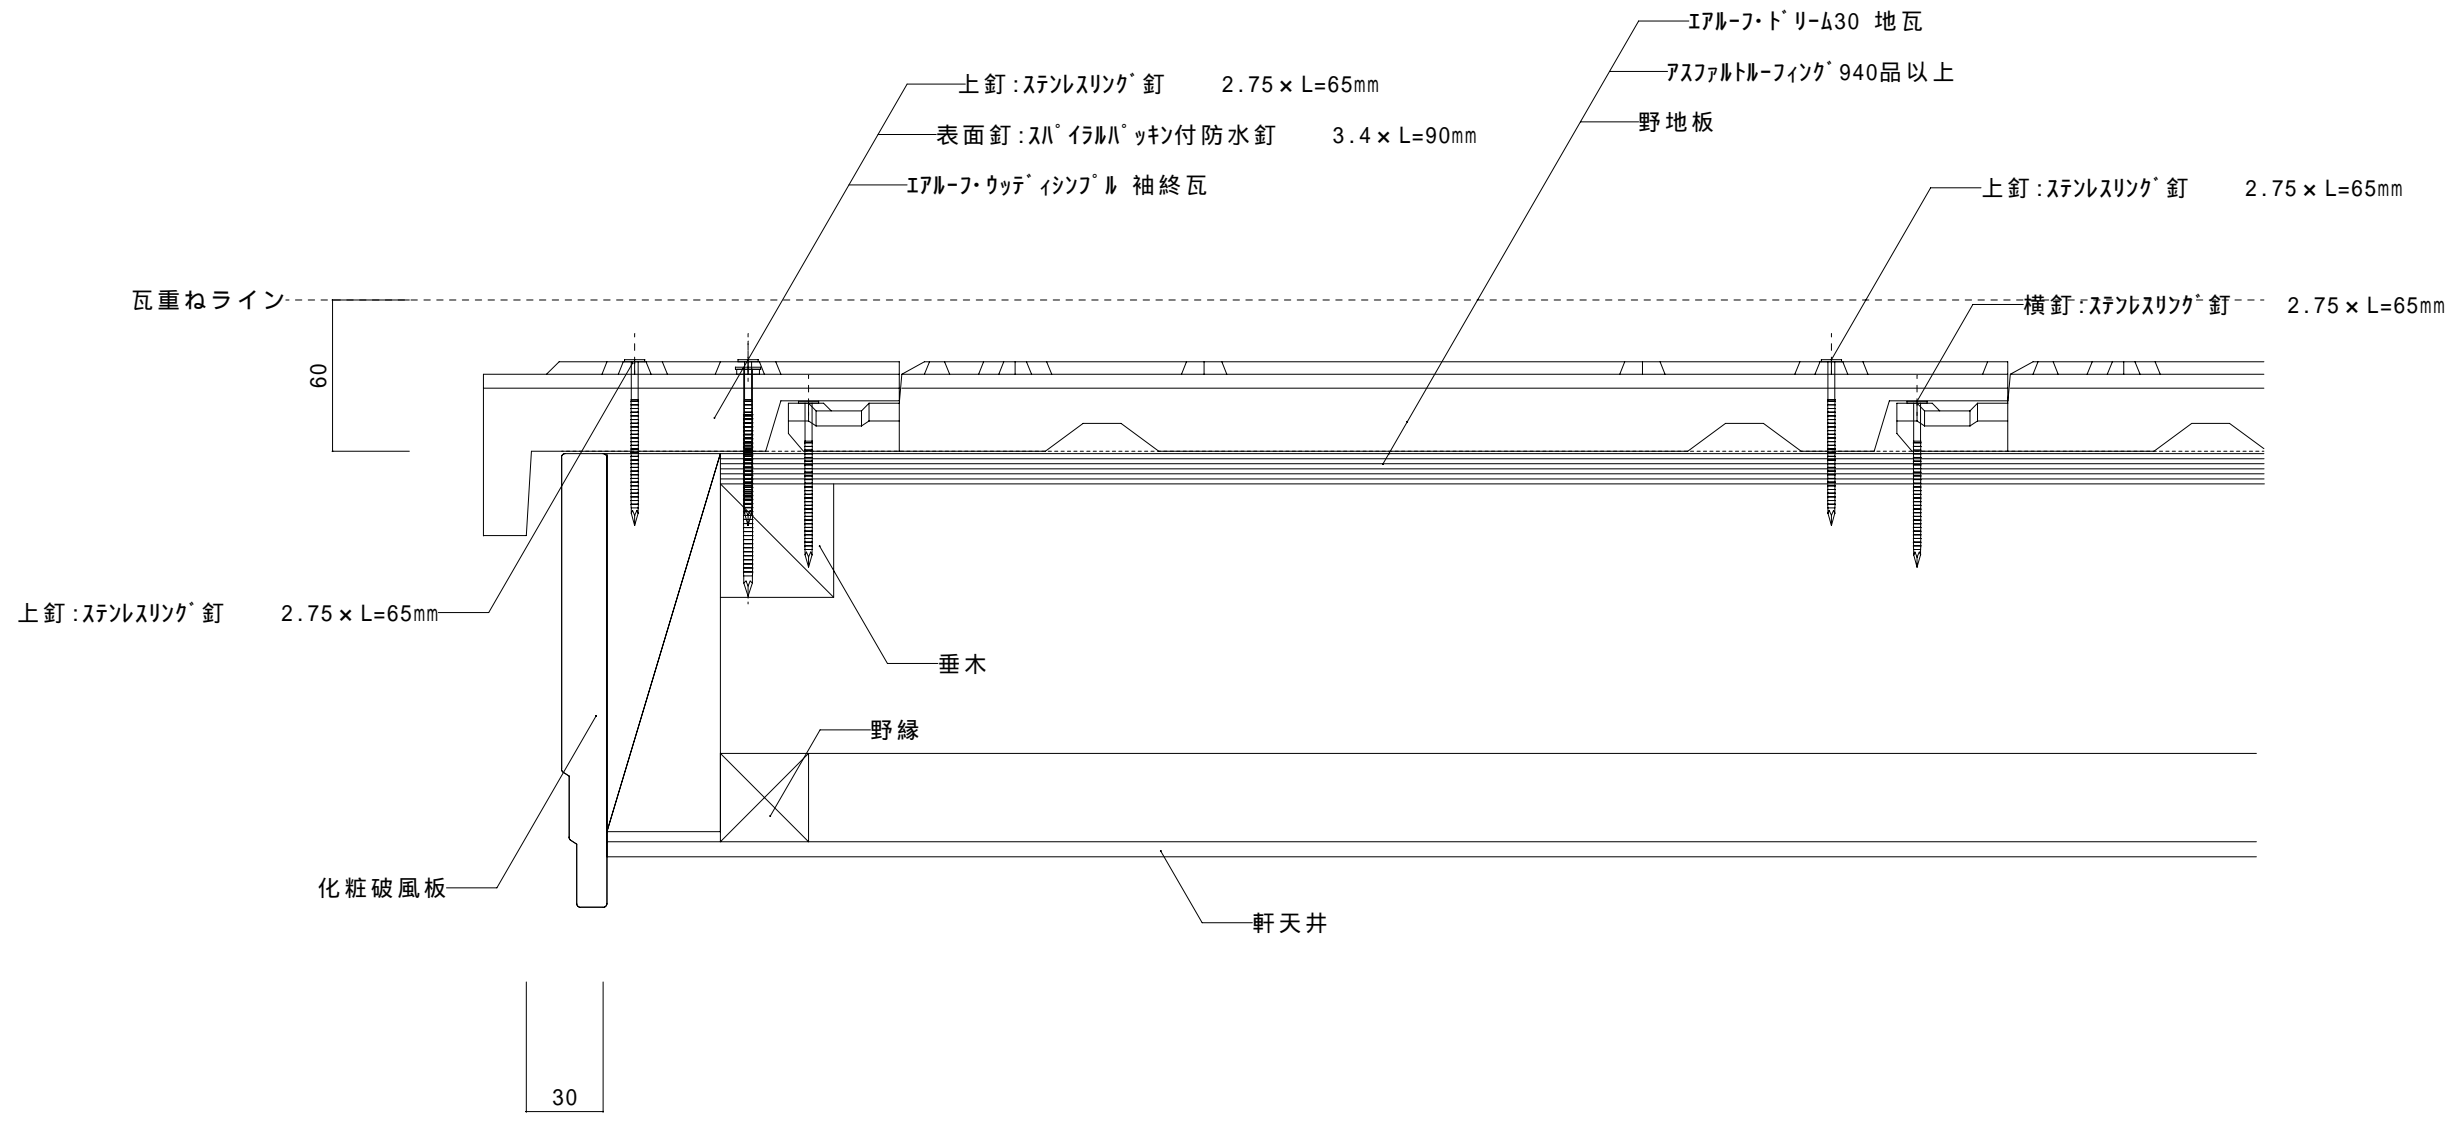 エアルーフ・ドリーム30 地瓦
アスファルトルーフィング940品以上
野地板
上釘:ステンレスリング釘 2.75×L=65mm
表面釘:スパイラルパッキン付防水釘 3.4×L=90mm
エアルーフ・ウッディシンプル 袖終瓦
上釘:ステンレスリング釘 2.75×L=65mm
瓦重ねライン
横釘:ステンレスリング釘 2.75×L=65mm
60
上釘:ステンレスリング釘 2.75×L=65mm
垂木
野縁
化粧破風板
軒天井
30